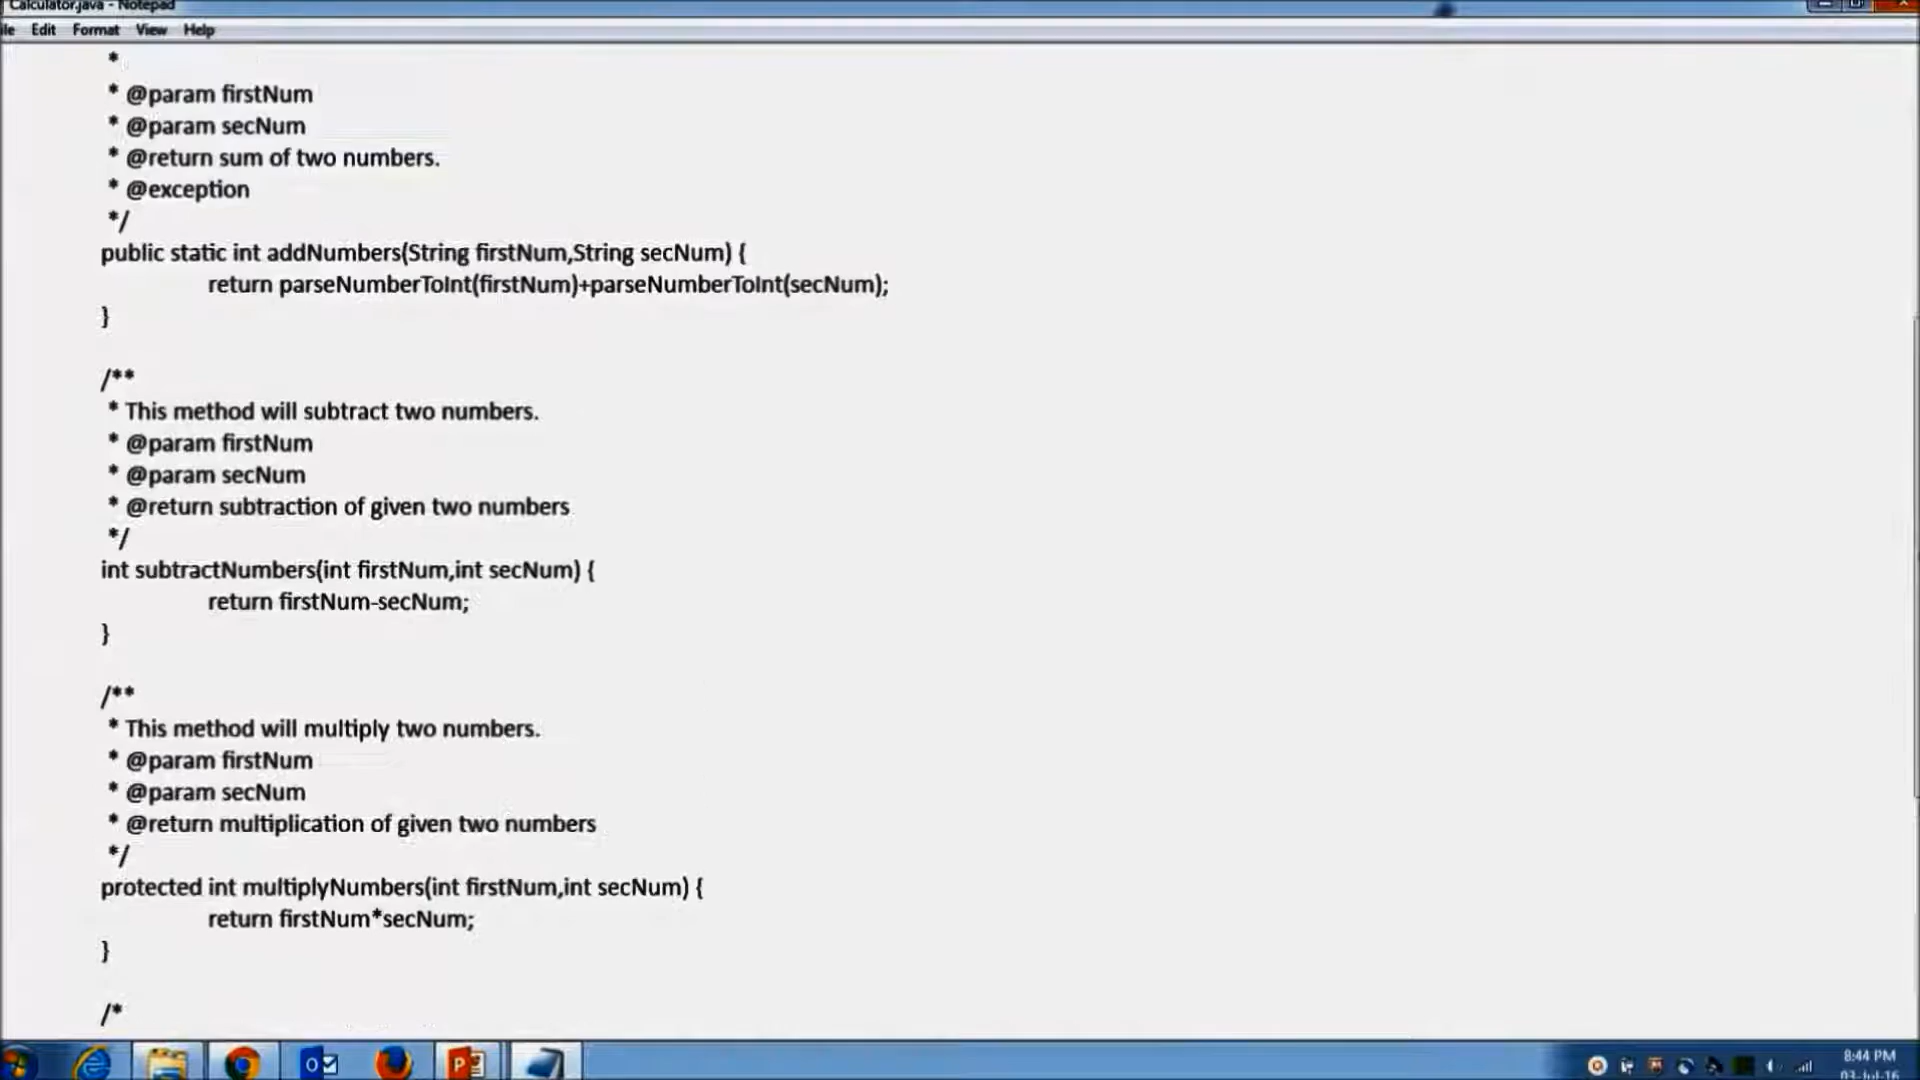 Calculator.java - Notepad
Edit Format View Help
*
* @param firstNum
* @param secNum
* @return sum of two numbers.
* @exception
*/
public static int addNumbers(String firstNum,String secNum) {
return parseNumberToInt(firstNum)+parseNumberToInt(secNum);
}
/**
* This method will subtract two numbers.
* @param firstNum
* @param secNum
* @return subtraction of given two numbers
*/
int subtractNumbers(int firstNum,int secNum) {
return firstNum-secNum;
}
/**
* This method will multiply two numbers.
* @param firstNum
* @param secNum
* @return multiplication of given two numbers
*/
protected int multiplyNumbers(int firstNum,int secNum) {
return firstNum*secNum;
}
/*
8:44 PM
03-Jul-16